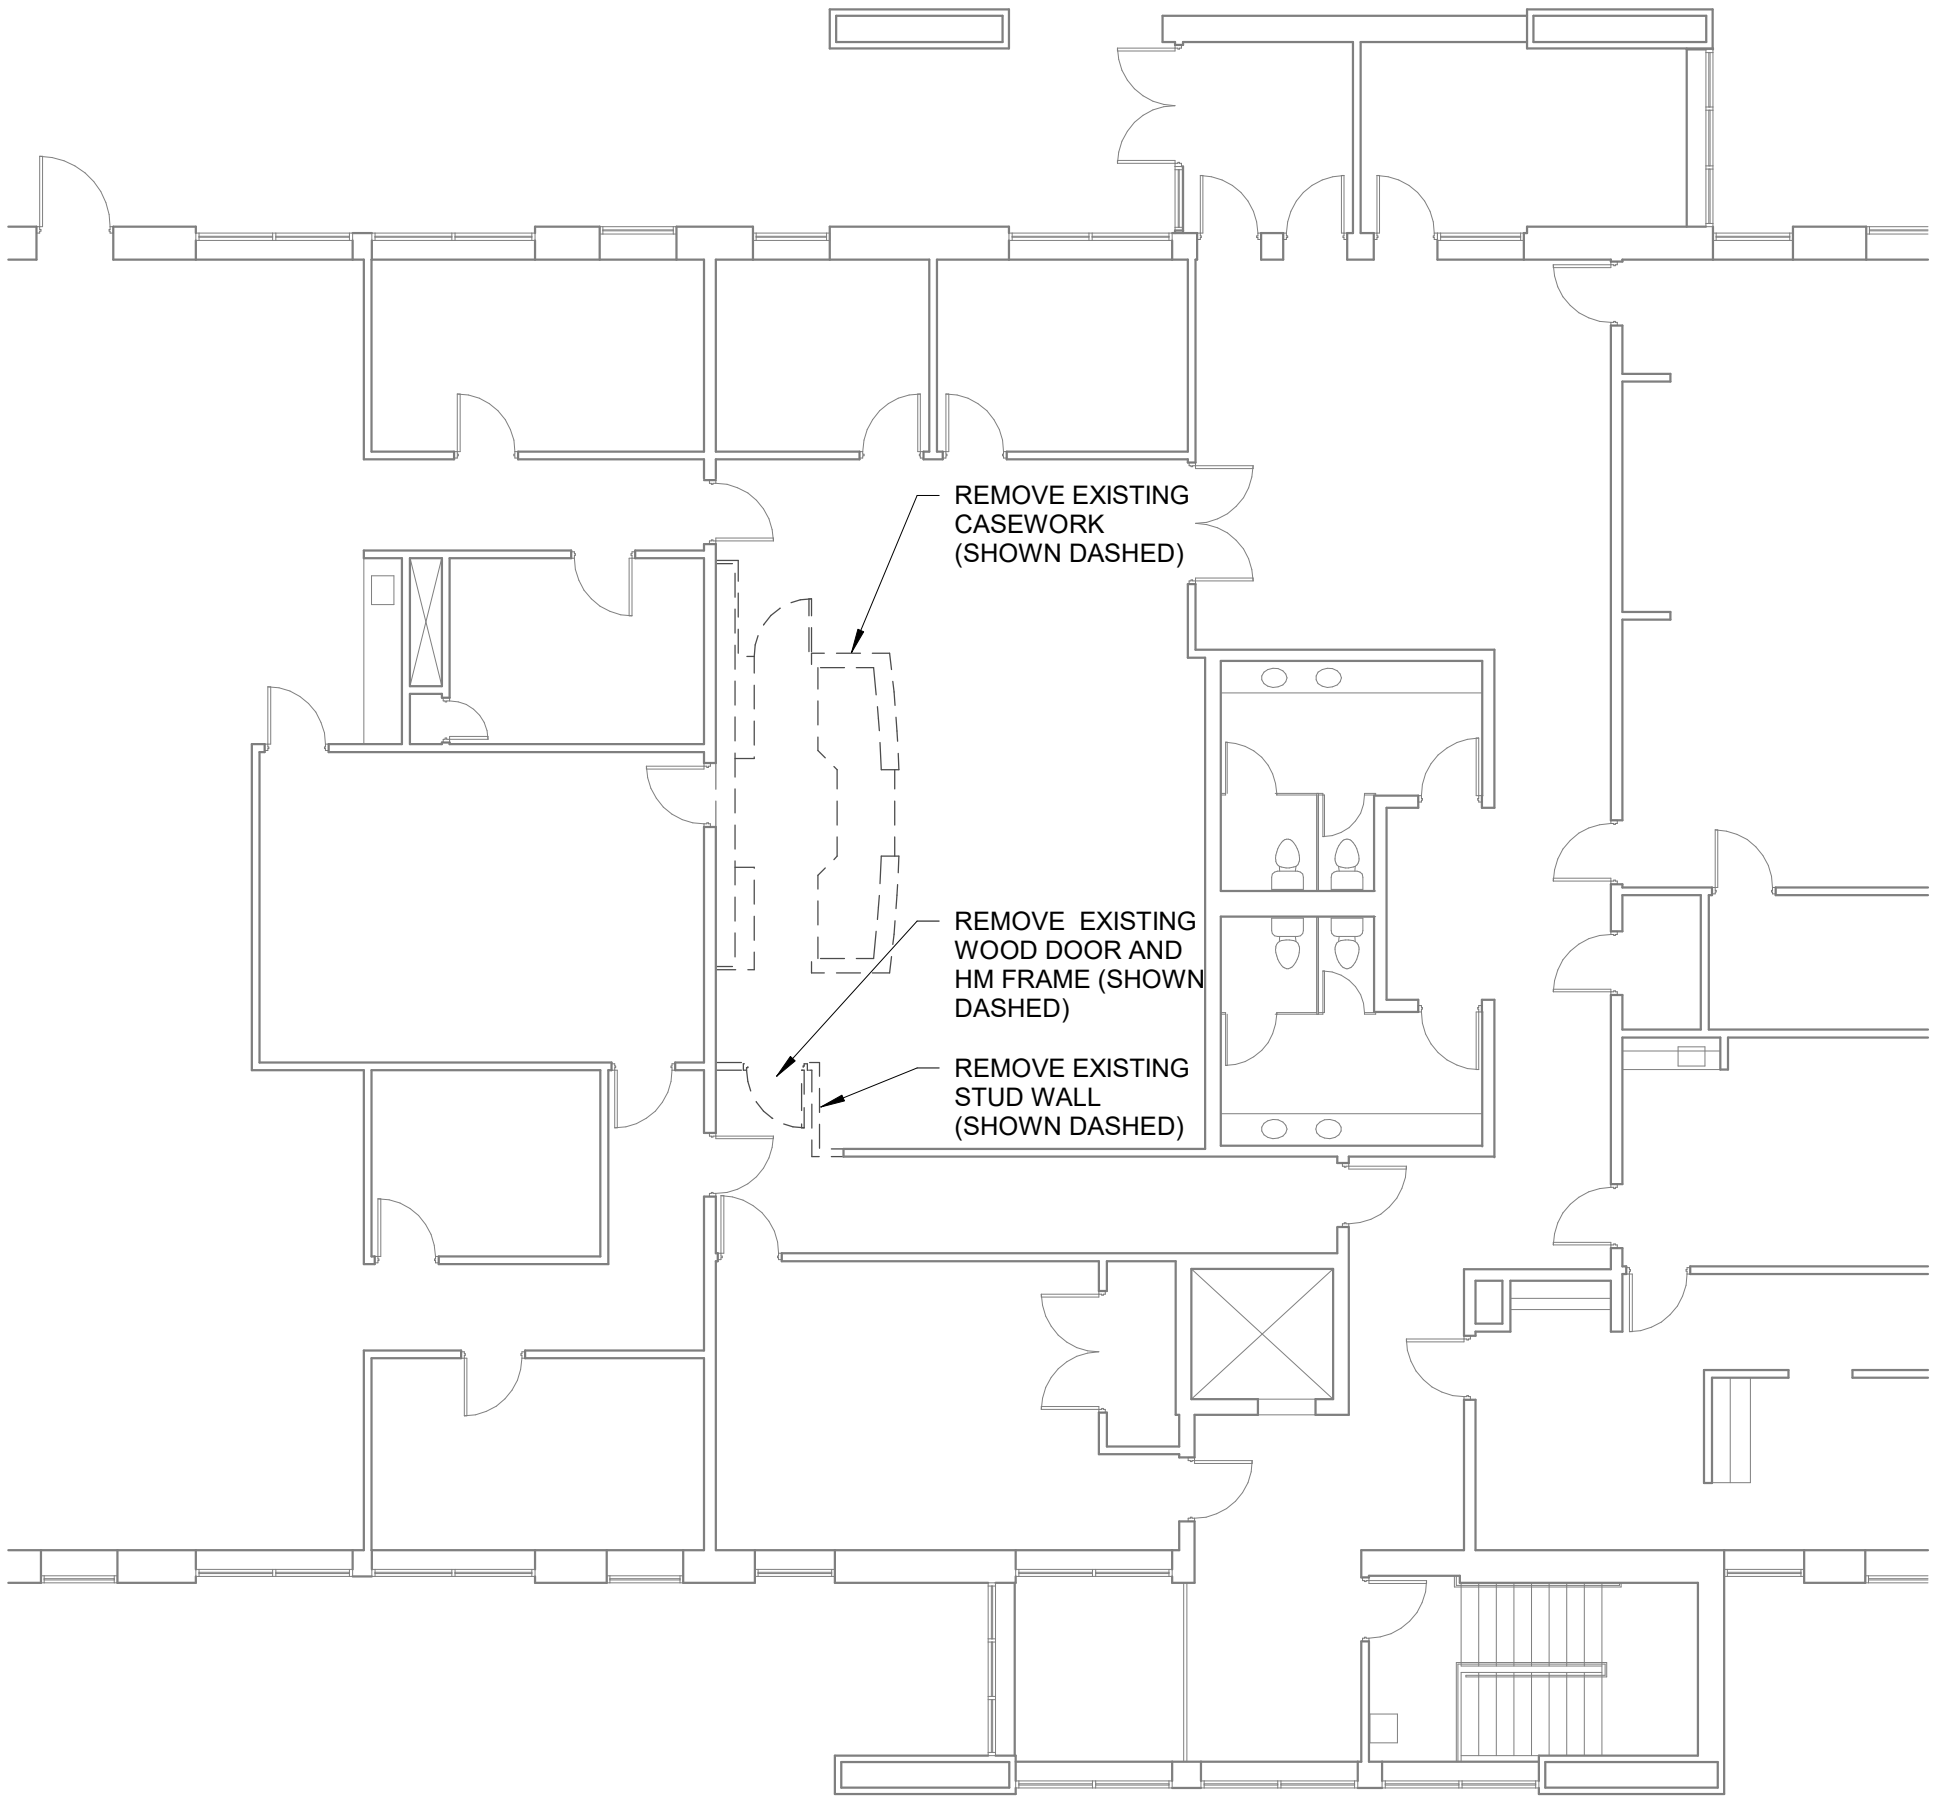 REMOVE EXISTING
CASEWORK
(SHOWN DASHED)
REMOVE  EXISTING
WOOD DOOR AND
HM FRAME (SHOWN
DASHED)
REMOVE EXISTING
STUD WALL
(SHOWN DASHED)